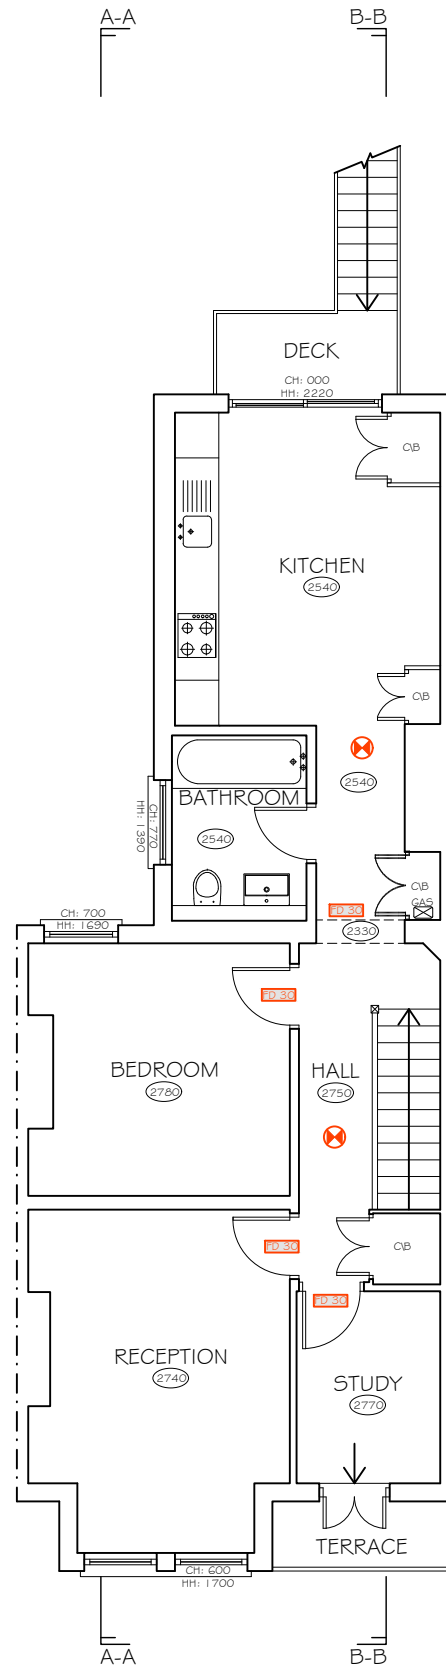 A-A
B-B
DECK
CH: 000
HH: 2220
C\B
KITCHEN
2540
C\B
2540
BATHROOM
2540
CH: 770
HH: 1390
C\B
GAS
FD 30
2330
CH: 700
HH: 1690
FD 30
BEDROOM
2780
HALL
2750
FD 30
C\B
FD 30
RECEPTION
2740
STUDY
2770
TERRACE
CH: 600
HH: 1700
A-A
B-B